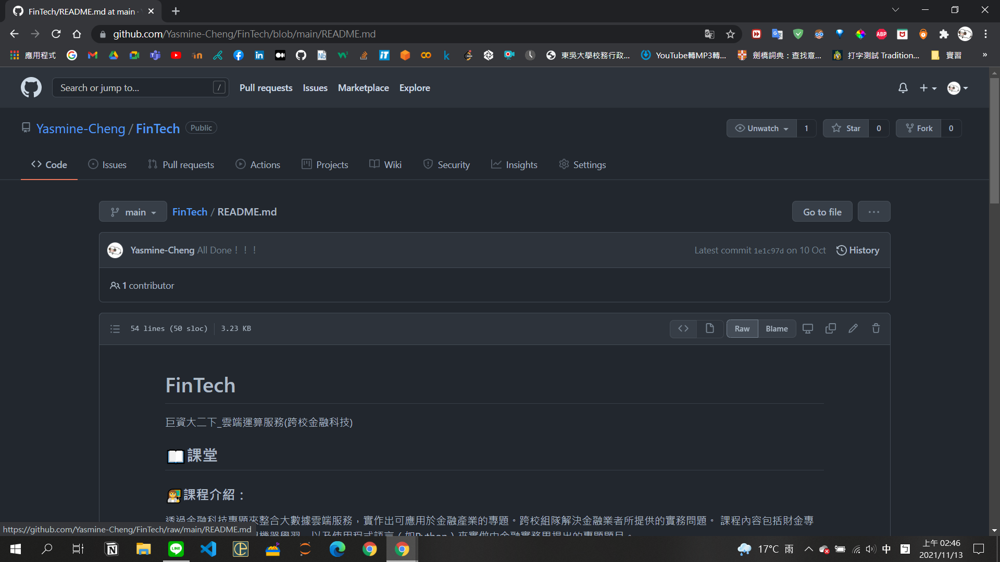 FinTech/README.md at main ·
github.com/Yasmine-Cheng/FinTech/blob/main/README.md
應用程式
東吳大學校務行政...
YouTube轉MP3轉...
劍橋詞典：查找意...
打字測試 Tradition...
實習
»
Search or jump to...
/
Pull requests
Issues
Marketplace
Explore
Yasmine-Cheng / FinTech
Public
Unwatch
1
Star
0
Fork
0
Code
Issues
Pull requests
Actions
Projects
Wiki
Security
Insights
Settings
main
FinTech / README.md
Go to file
Yasmine-Cheng All Done！！！
Latest commit 1e1c97d on 10 Oct
History
1 contributor
54 lines (50 sloc)
3.23 KB
Raw
Blame
FinTech
巨資大二下_雲端運算服務(跨校金融科技)
課堂
課程介紹：
透過金融科技專題來整合大數據雲端服務，實作出可應用於金融產業的專題。跨校組隊解決金融業者所提供的實務問題。 課程內容包括財金專
機器學習，以及使用程式語言（如Python）來實做由金融實務界提出的專題題目。
https://github.com/Yasmine-Cheng/FinTech/raw/main/README.md
17°C 雨
中
上午 02:46
2021/11/13